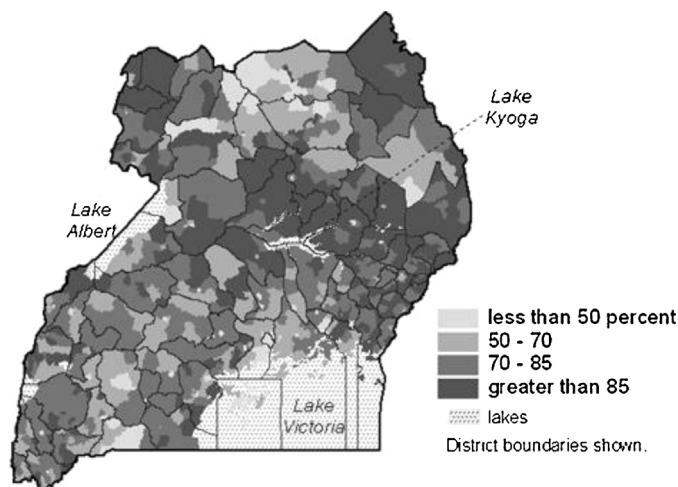 Lake
Kyoga
Lake
Albert
less than 50 percent
50 - 70
70 - 85
greater than 85
lakes
Lake
Victoria
District boundaries shown.